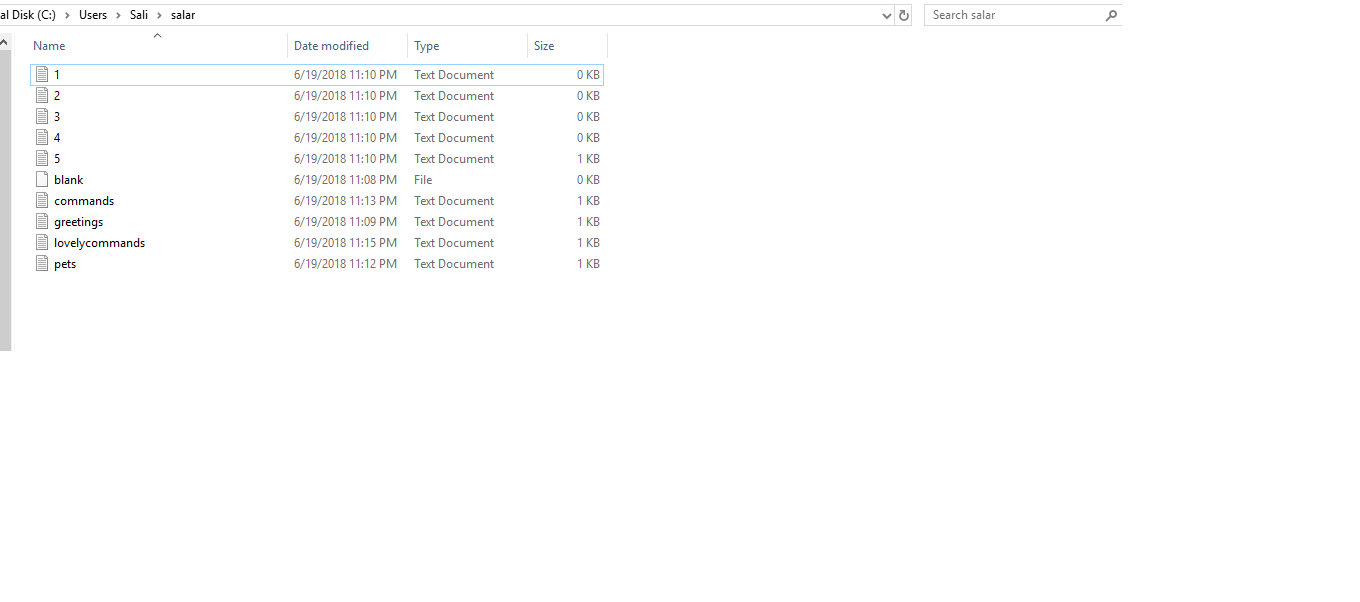 al Disk (C:) > Users > Sali > salar
Search salar
Name Date modified Type Size
1 6/19/2018 11:10 PM Text Document 0 KB
2 6/19/2018 11:10 PM Text Document 0 KB
3 6/19/2018 11:10 PM Text Document 0 KB
4 6/19/2018 11:10 PM Text Document 0 KB
5 6/19/2018 11:10 PM Text Document 1 KB
blank 6/19/2018 11:08 PM File 0 KB
commands 6/19/2018 11:13 PM Text Document 1 KB
greetings 6/19/2018 11:09 PM Text Document 1 KB
lovelycommands 6/19/2018 11:15 PM Text Document 1 KB
pets 6/19/2018 11:12 PM Text Document 1 KB